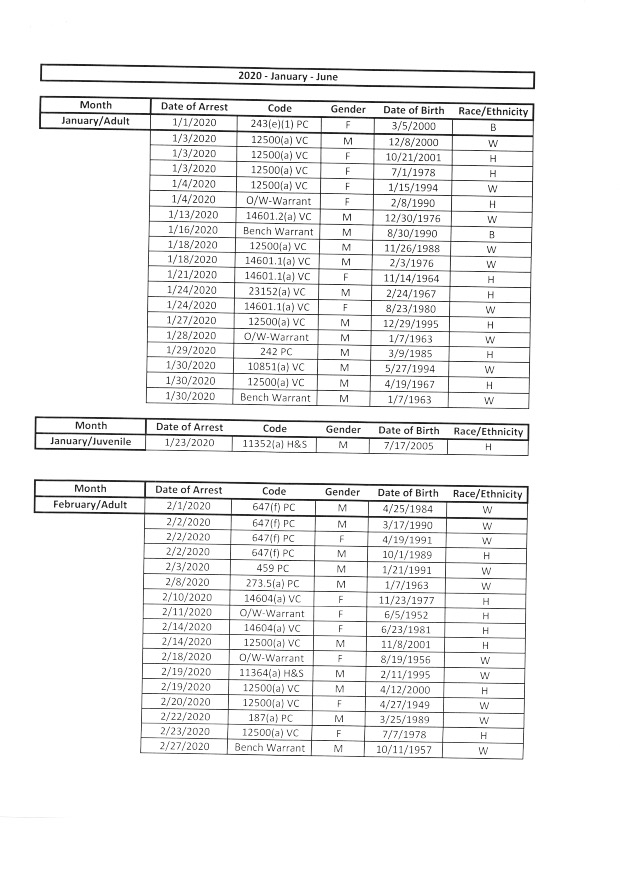 2020 - January - June
Month Date of Arrest Code Gender Date of Birth Race/Ethnicity
January/Adult 1/1/2020 243(e)(1) PC F 3/5/2000 B
1/3/2020 12500(a) VC M 12/8/2000 W
1/3/2020 12500(a) VC F 10/21/2001 H
1/3/2020 12500(a) VC F 7/1/1978 H
1/4/2020 12500(a) VC F 1/15/1994 W
1/4/2020 O/W-Warrant F 2/8/1990 H
1/13/2020 14601.2(a) VC M 12/30/1976 W
1/16/2020 Bench Warrant M 8/30/1990 B
1/18/2020 12500(a) VC M 11/26/1988 W
1/18/2020 14601.1(a) VC M 2/3/1976 W
1/21/2020 14601.1(a) VC F 11/14/1964 H
1/24/2020 23152(a) VC M 2/24/1967 H
1/24/2020 14601.1(a) VC F 8/23/1980 W
1/27/2020 12500(a) VC M 12/29/1995 H
1/28/2020 O/W-Warrant M 1/7/1963 W
1/29/2020 242 PC M 3/9/1985 H
1/30/2020 10851(a) VC M 5/27/1994 W
1/30/2020 12500(a) VC M 4/19/1967 H
1/30/2020 Bench Warrant M 1/7/1963 W
Month Date of Arrest Code Gender Date of Birth Race/Ethnicity
January/Juvenile 1/23/2020 11352(a) H&S M 7/17/2005 H
Month Date of Arrest Code Gender Date of Birth Race/Ethnicity
February/Adult 2/1/2020 647(f) PC M 4/25/1984 W
2/2/2020 647(f) PC M 3/17/1990 W
2/2/2020 647(f) PC F 4/19/1991 W
2/2/2020 647(f) PC M 10/1/1989 H
2/3/2020 459 PC M 1/21/1991 W
2/8/2020 273.5(a) PC M 1/7/1963 W
2/10/2020 14604(a) VC F 11/23/1977 H
2/11/2020 O/W-Warrant F 6/5/1952 H
2/14/2020 14604(a) VC F 6/23/1981 H
2/14/2020 12500(a) VC M 11/8/2001 H
2/18/2020 O/W-Warrant F 8/19/1956 W
2/19/2020 11364(a) H&S M 2/11/1995 W
2/19/2020 12500(a) VC M 4/12/2000 H
2/20/2020 12500(a) VC F 4/27/1949 W
2/22/2020 187(a) PC M 3/25/1989 W
2/23/2020 12500(a) VC F 7/7/1978 H
2/27/2020 Bench Warrant M 10/11/1957 W